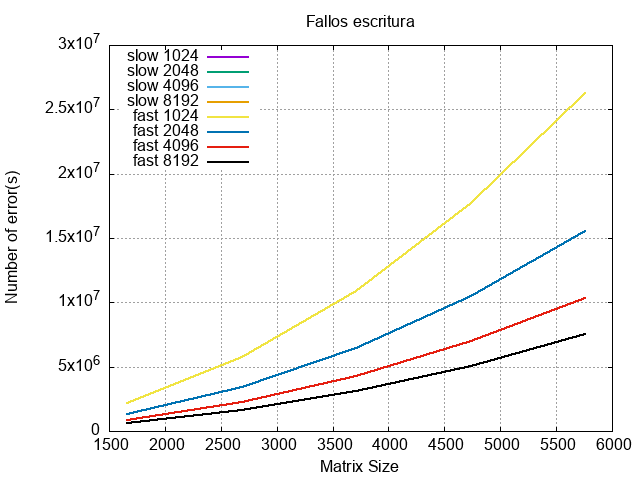 Fallos escritura
3x10^7
2.5x10^7
2x10^7
1.5x10^7
1x10^7
5x10^6
0
Number of error(s)
slow 1024
slow 2048
slow 4096
slow 8192
fast 1024
fast 2048
fast 4096
fast 8192
1500 2000 2500 3000 3500 4000 4500 5000 5500 6000
Matrix Size